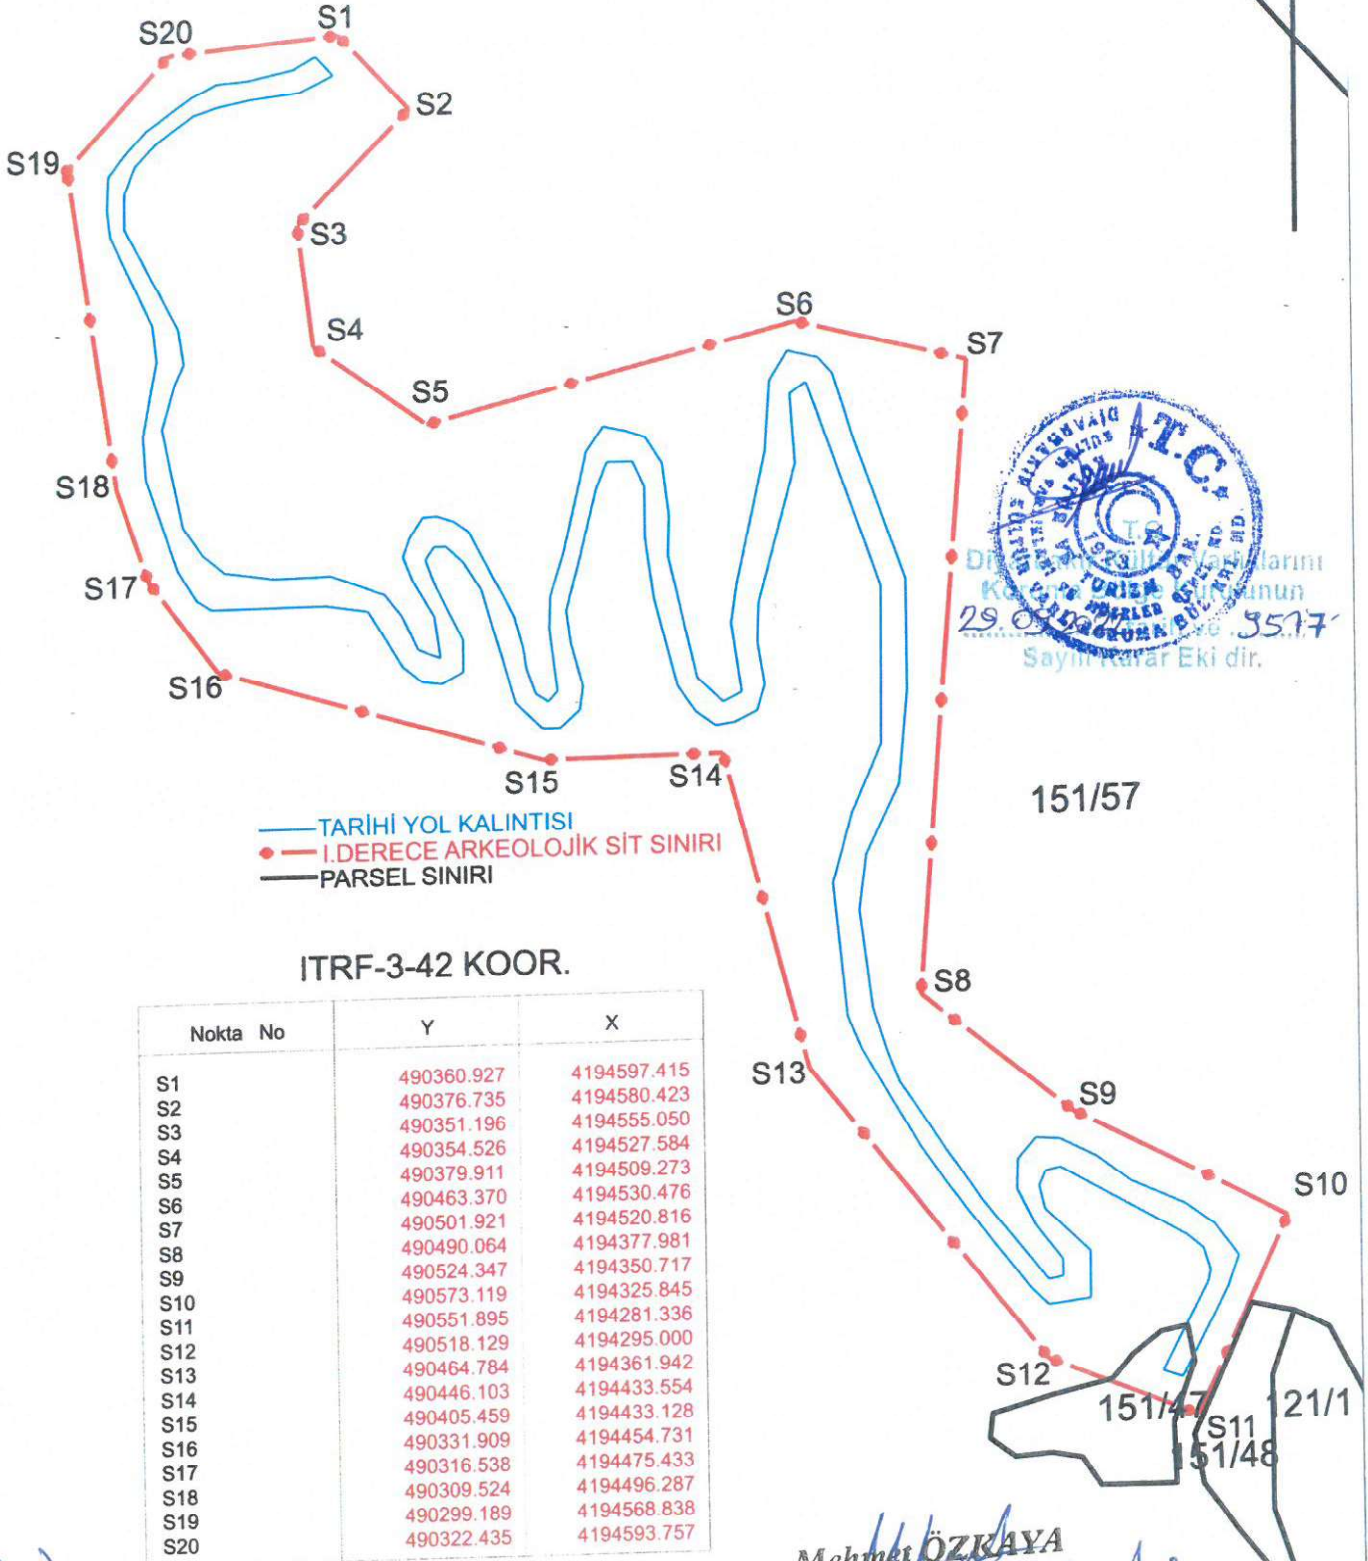 S1
S20
S2
S19
S3
S4
S6
S7
S5
S18
S17
S16
S15
S14
T.C.
Sayılı Karar Eki dir.
9517
151/57
TARİHİ YOL KALINTISI
I.DERECE ARKEOLOJİK SİT SINIRI
PARSEL SINIRI
S8
S13
S9
S10
S12
S11
151/47
151/48
121/1
ITRF-3-42 KOOR.
Nokta No Y X
S1 490360.927 4194597.415
S2 490376.735 4194580.423
S3 490351.196 4194555.050
S4 490354.526 4194527.584
S5 490379.911 4194509.273
S6 490463.370 4194530.476
S7 490501.921 4194520.816
S8 490490.064 4194377.981
S9 490524.347 4194350.717
S10 490573.119 4194325.845
S11 490551.895 4194281.336
S12 490518.129 4194295.000
S13 490464.784 4194361.942
S14 490446.103 4194433.554
S15 490405.459 4194433.128
S16 490331.909 4194454.731
S17 490316.538 4194475.433
S18 490309.524 4194496.287
S19 490299.189 4194568.838
S20 490322.435 4194593.757
Mehmet ÖZKAYA